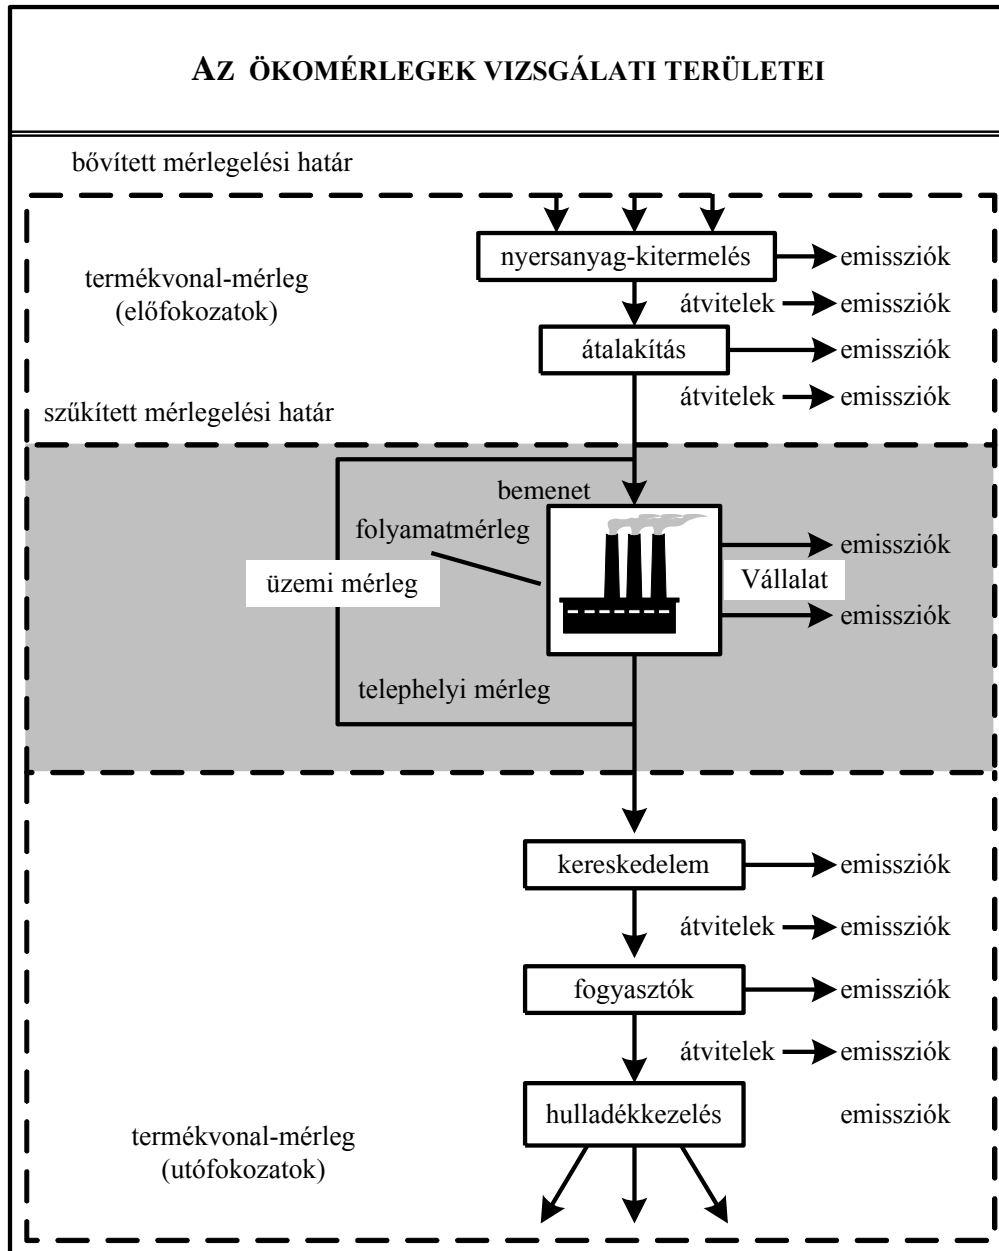 AZ ÖKOMÉRLEGEK VIZSGÁLATI TERÜLETEI
bővített mérlegelési határ
nyersanyag-kitermelés
emissziók
termékvonal-mérleg
(előfokozatok)
átvitelek
emissziók
átalakítás
emissziók
átvitelek
emissziók
szűkített mérlegelési határ
bemenet
folyamatmérleg
emissziók
üzemi mérleg
Vállalat
emissziók
telephelyi mérleg
kereskedelem
emissziók
átvitelek
emissziók
fogyasztók
emissziók
átvitelek
emissziók
hulladékkezelés
emissziók
termékvonal-mérleg
(utófokozatok)